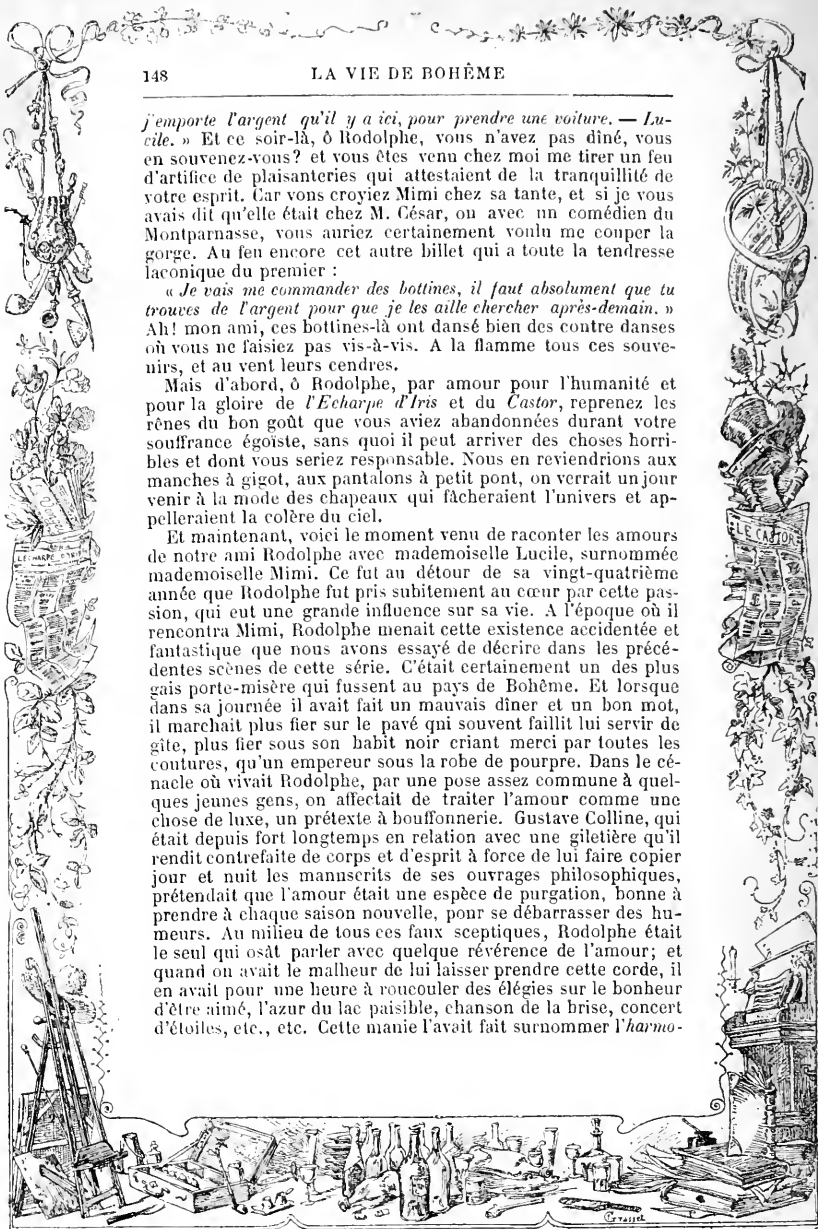 148 LA VIE DE BOHÊME
j'emporte l'argent qu'il y a ici, pour prendre une voiture. — Lu-
cile. » Et ce soir-là, ô Rodolphe, vous n'avez pas dîné, vous
en souvenez-vous? et vous êtes venu chez moi me tirer un feu
d'artifice de plaisanteries qui attestaient de la tranquillité de
votre esprit. Car vous croyiez Mimi chez sa tante, et si je vous
avais dit qu'elle était chez M. César, ou avec un comédien du
Montparnasse, vous auriez certainement voulu me couper la
gorge. Au feu encore cet autre billet qui a toute la tendresse
laconique du premier :
« Je vais me commander des bottines, il faut absolument que tu
trouves de l'argent pour que je les aille chercher après-demain. »
Ah! mon ami, ces bottines-là ont dansé bien des contre danses
où vous ne faisiez pas vis-à-vis. A la flamme tous ces souve-
nirs, et au vent leurs cendres.
Mais d'abord, ô Rodolphe, par amour pour l'humanité et
pour la gloire de l'Echarpe d'Iris et du Castor, reprenez les
rênes du bon goût que vous aviez abandonnées durant votre
souffrance égoïste, sans quoi il peut arriver des choses horri-
bles et dont vous seriez responsable. Nous en reviendrions aux
manches à gigot, aux pantalons à petit pont, on verrait un jour
venir à la mode des chapeaux qui fâcheraient l'univers et ap-
pelleraient la colère du ciel.
Et maintenant, voici le moment venu de raconter les amours
de notre ami Rodolphe avec mademoiselle Lucile, surnommée
mademoiselle Mimi. Ce fut au détour de sa vingt-quatrième
année que Rodolphe fut pris subitement au cœur par cette pas-
sion, qui eut une grande influence sur sa vie. A l'époque où il
rencontra Mimi, Rodolphe menait cette existence accidentée et
fantastique que nous avons essayé de décrire dans les précé-
dentes scènes de cette série. C'était certainement un des plus
gais porte-misère qui fussent au pays de Bohême. Et lorsque
dans sa journée il avait fait un mauvais dîner et un bon mot,
il marchait plus fier sur le pavé qui souvent faillit lui servir de
gîte, plus fier sous son habit noir criant merci par toutes les
coutures, qu'un empereur sous la robe de pourpre. Dans le cé-
nacle où vivait Rodolphe, par une pose assez commune à quel-
ques jeunes gens, on affectait de traiter l'amour comme une
chose de luxe, un prétexte à bouffonnerie. Gustave Colline, qui
était depuis fort longtemps en relation avec une giletière qu'il
rendit contrefaite de corps et d'esprit à force de lui faire copier
jour et nuit les manuscrits de ses ouvrages philosophiques,
prétendait que l'amour était une espèce de purgation, bonne à
prendre à chaque saison nouvelle, pour se débarrasser des hu-
meurs. Au milieu de tous ces faux sceptiques, Rodolphe était
le seul qui osât parler avec quelque révérence de l'amour; et
quand on avait le malheur de lui laisser prendre cette corde, il
en avait pour une heure à roucouler des élégies sur le bonheur
d'être aimé, l'azur du lac paisible, chanson de la brise, concert
d'étoiles, etc., etc. Cette manie l'avait fait surnommer l'harmo-
LE CASTOR
Grasset